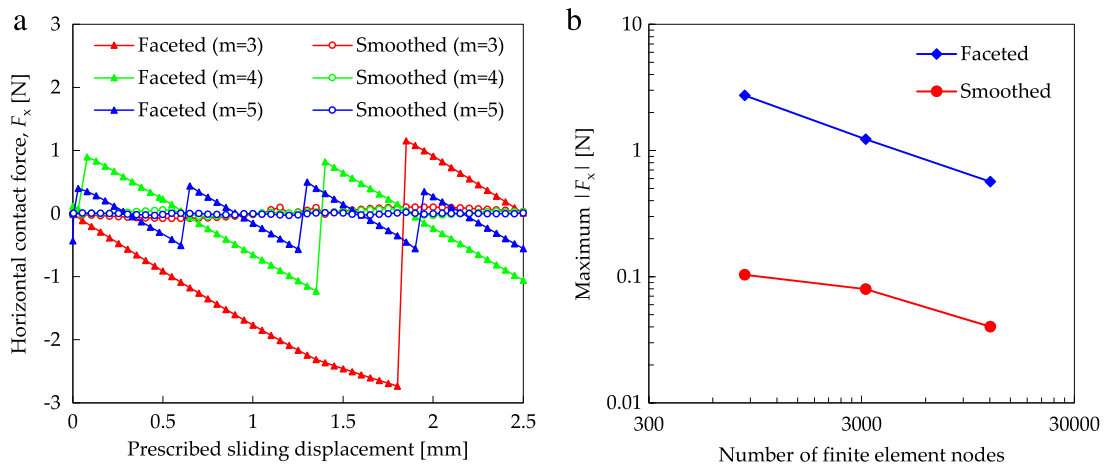 a
Horizontal contact force, Fx [N]
3
2
1
0
-1
-2
-3
Faceted (m=3)
Smoothed (m=3)
Faceted (m=4)
Smoothed (m=4)
Faceted (m=5)
Smoothed (m=5)
0
0.5
1
1.5
2
2.5
Prescribed sliding displacement [mm]
b
Maximum |Fx| [N]
10
1
0.1
0.01
Faceted
Smoothed
300
3000
30000
Number of finite element nodes